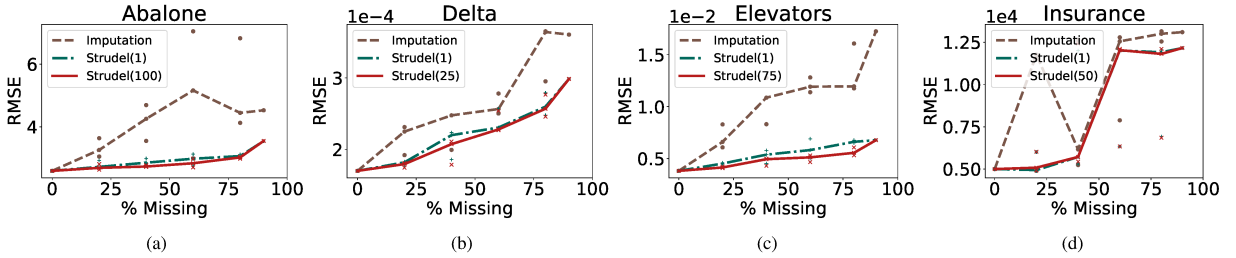 Abalone
RMSE
6
4
Imputation
Strudel(1)
Strudel(100)
0 25 50 75 100
% Missing
(a)
1e−4
Delta
RMSE
3
2
Imputation
Strudel(1)
Strudel(25)
0 25 50 75 100
% Missing
(b)
1e−2
Elevators
RMSE
1.5
1.0
0.5
Imputation
Strudel(1)
Strudel(75)
0 25 50 75 100
% Missing
(c)
1e4
Insurance
RMSE
1.25
1.00
0.75
0.50
Imputation
Strudel(1)
Strudel(50)
0 25 50 75 100
% Missing
(d)